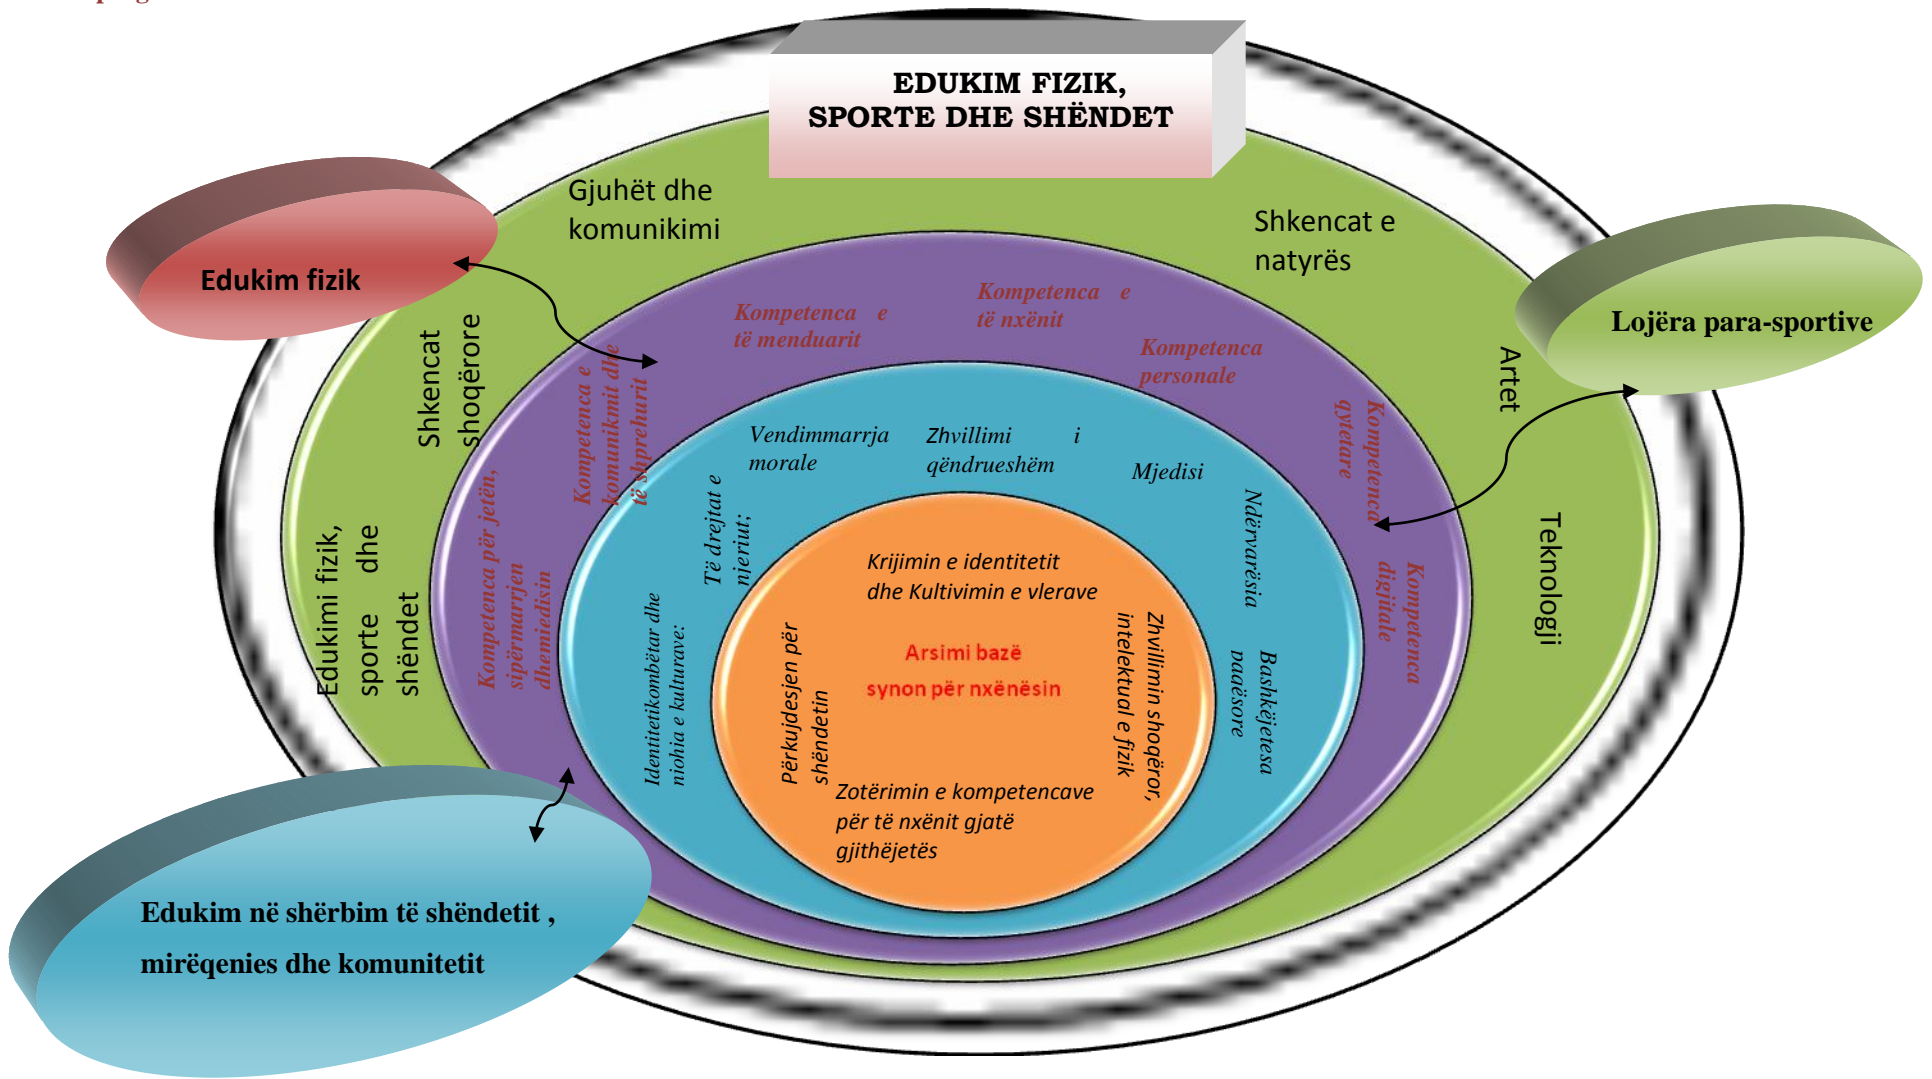 EDUKIM FIZIK,
SPORTE DHE SHËNDET
Edukim fizik
Lojëra para-sportive
Edukim në shërbim të shëndetit ,
mirëqenies dhe komunitetit
Gjuhët dhe
komunikimi
Shkencat e
natyrës
Artet
Teknologji
Shkencat
shoqërore
Edukimi fizik,
sporte dhe
shëndet
Kompetenca e
të menduarit
Kompetenca e
të nxënit
Kompetenca
personale
Kompetenca
qytetare
Kompetenca
digjitale
Kompetenca e
komunikmit dhe
të shprehurit
Kompetenca për jetën,
sipërmarrjen
dhemjedisin
Vendimmarrja
morale
Zhvillimi i
qëndrueshëm
Mjedisi
Ndërvarësia
Bashkëjetesa
paqësore
Të drejtat e
njeriut;
Identitetikombëtar dhe
njohja e kulturave:
Krijimin e identitetit
dhe Kultivimin e vlerave
Zhvillimin shoqëror,
intelektual e fizik
Përkujdesjen për
shëndetin
Arsimi bazë
synon për nxënësin
Zotërimin e kompetencave
për të nxënit gjatë
gjithëjetës